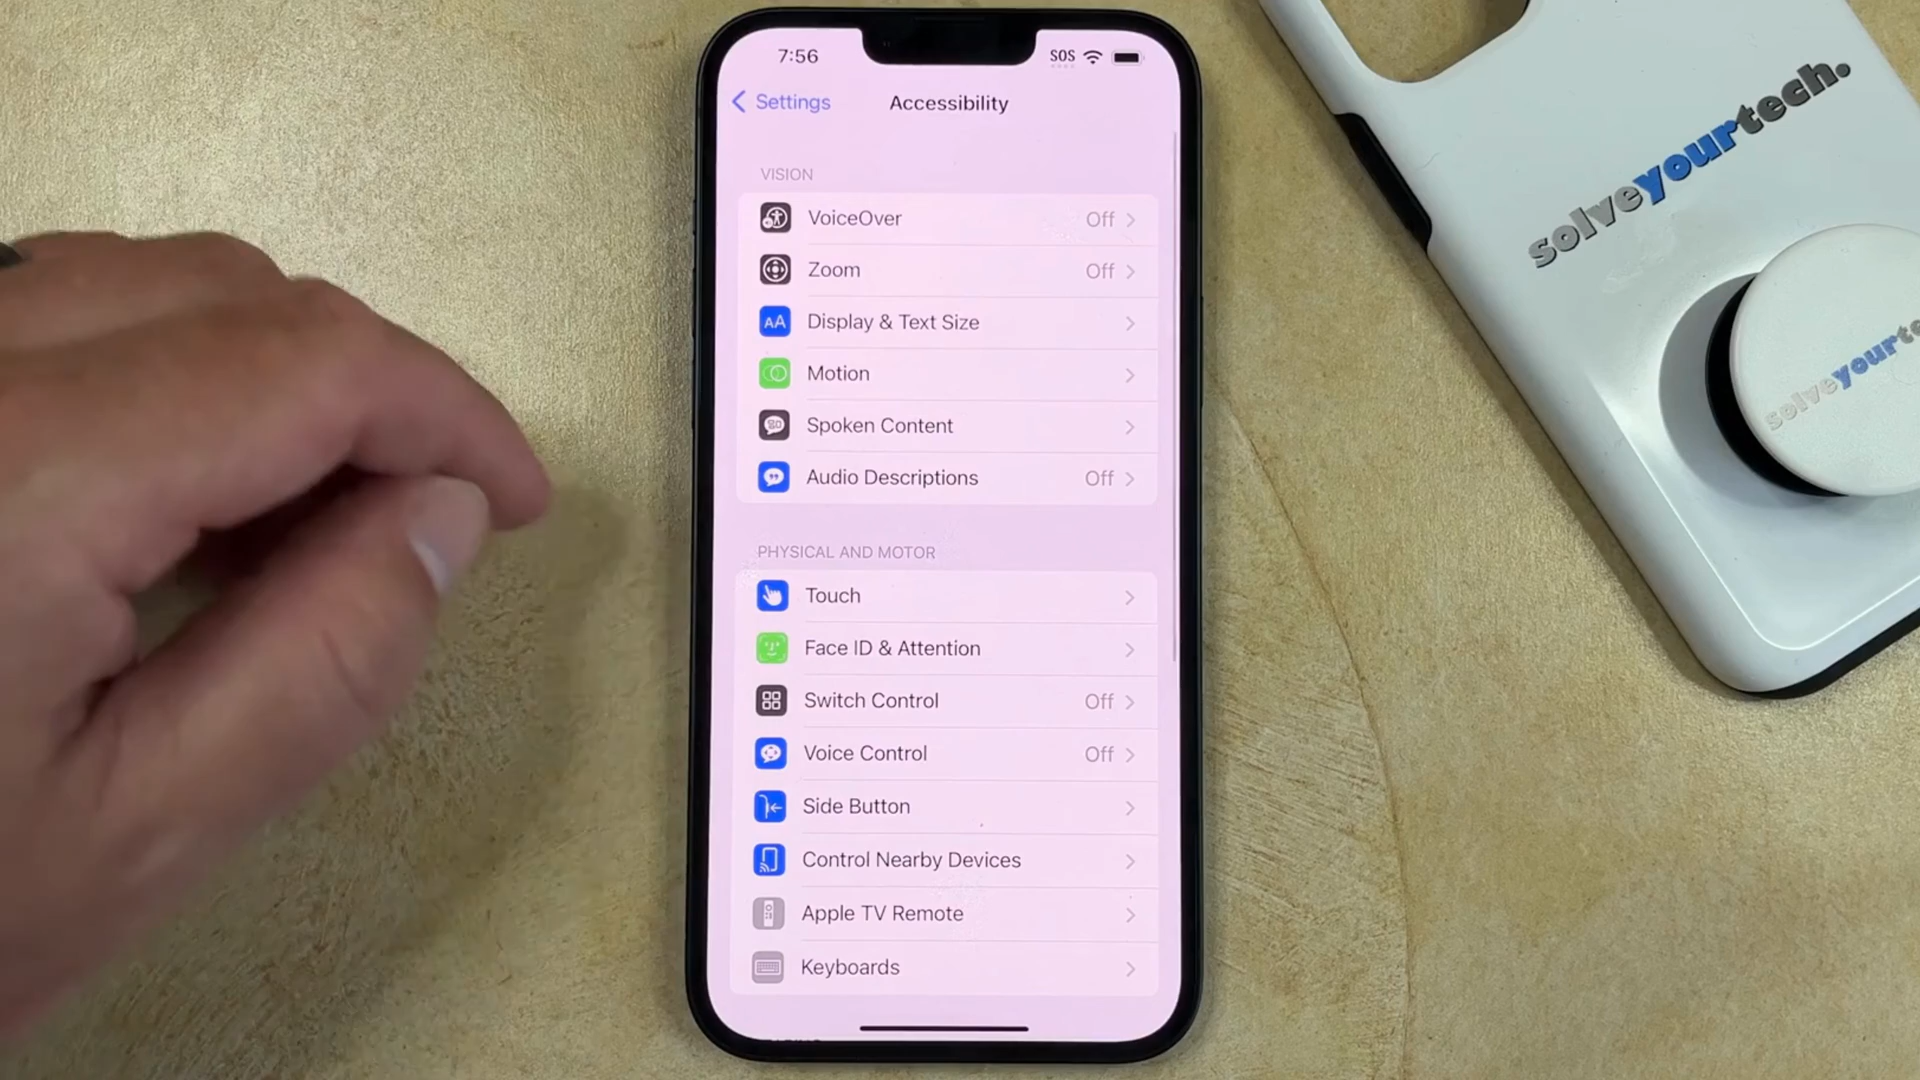 7:56
SOS
Settings
Accessibility
VISION
VoiceOver Off
Zoom Off
AA Display & Text Size
Motion
Spoken Content
Audio Descriptions Off
PHYSICAL AND MOTOR
Touch
Face ID & Attention
Switch Control Off
Voice Control Off
Side Button
Control Nearby Devices
Apple TV Remote
Keyboards
solveyourtech.
solveyourte